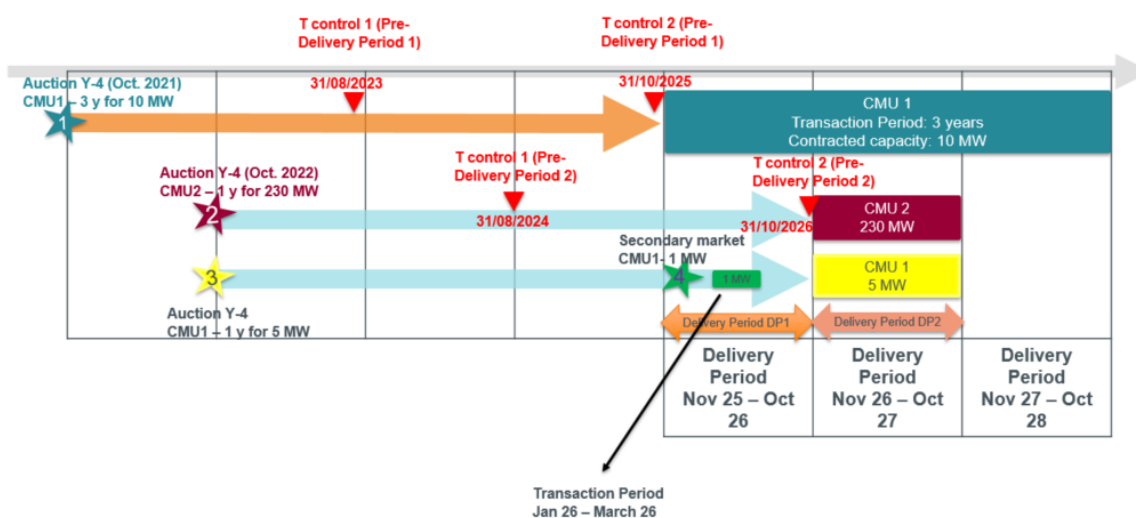 T control 1 (Pre-
Delivery Period 1)
T control 2 (Pre-
Delivery Period 1)
Auction Y-4 (Oct. 2021)
CMU1 – 3 y for 10 MW
31/08/2023
31/10/2025
1
CMU 1
Transaction Period: 3 years
Contracted capacity: 10 MW
T control 1 (Pre-
Delivery Period 2)
T control 2 (Pre-
Delivery Period 2)
Auction Y-4 (Oct. 2022)
CMU2 – 1 y for 230 MW
2
31/08/2024
31/10/2026
CMU 2
230 MW
Secondary market
CMU1- 1 MW
3
4
1 MW
CMU 1
5 MW
Auction Y-4
CMU1 – 1 y for 5 MW
Delivery Period DP1
Delivery Period DP2
Delivery
Period
Nov 25 – Oct
26
Delivery
Period
Nov 26 – Oct
27
Delivery
Period
Nov 27 – Oct
28
Transaction Period
Jan 26 – March 26